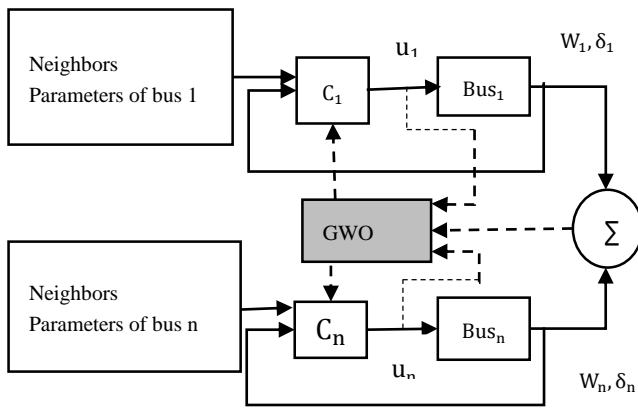 Neighbors
Parameters of bus 1
C₁
u₁
Bus₁
W₁, δ₁
GWO
Σ
Neighbors
Parameters of bus n
Cₙ
uₙ
Busₙ
Wₙ, δₙ